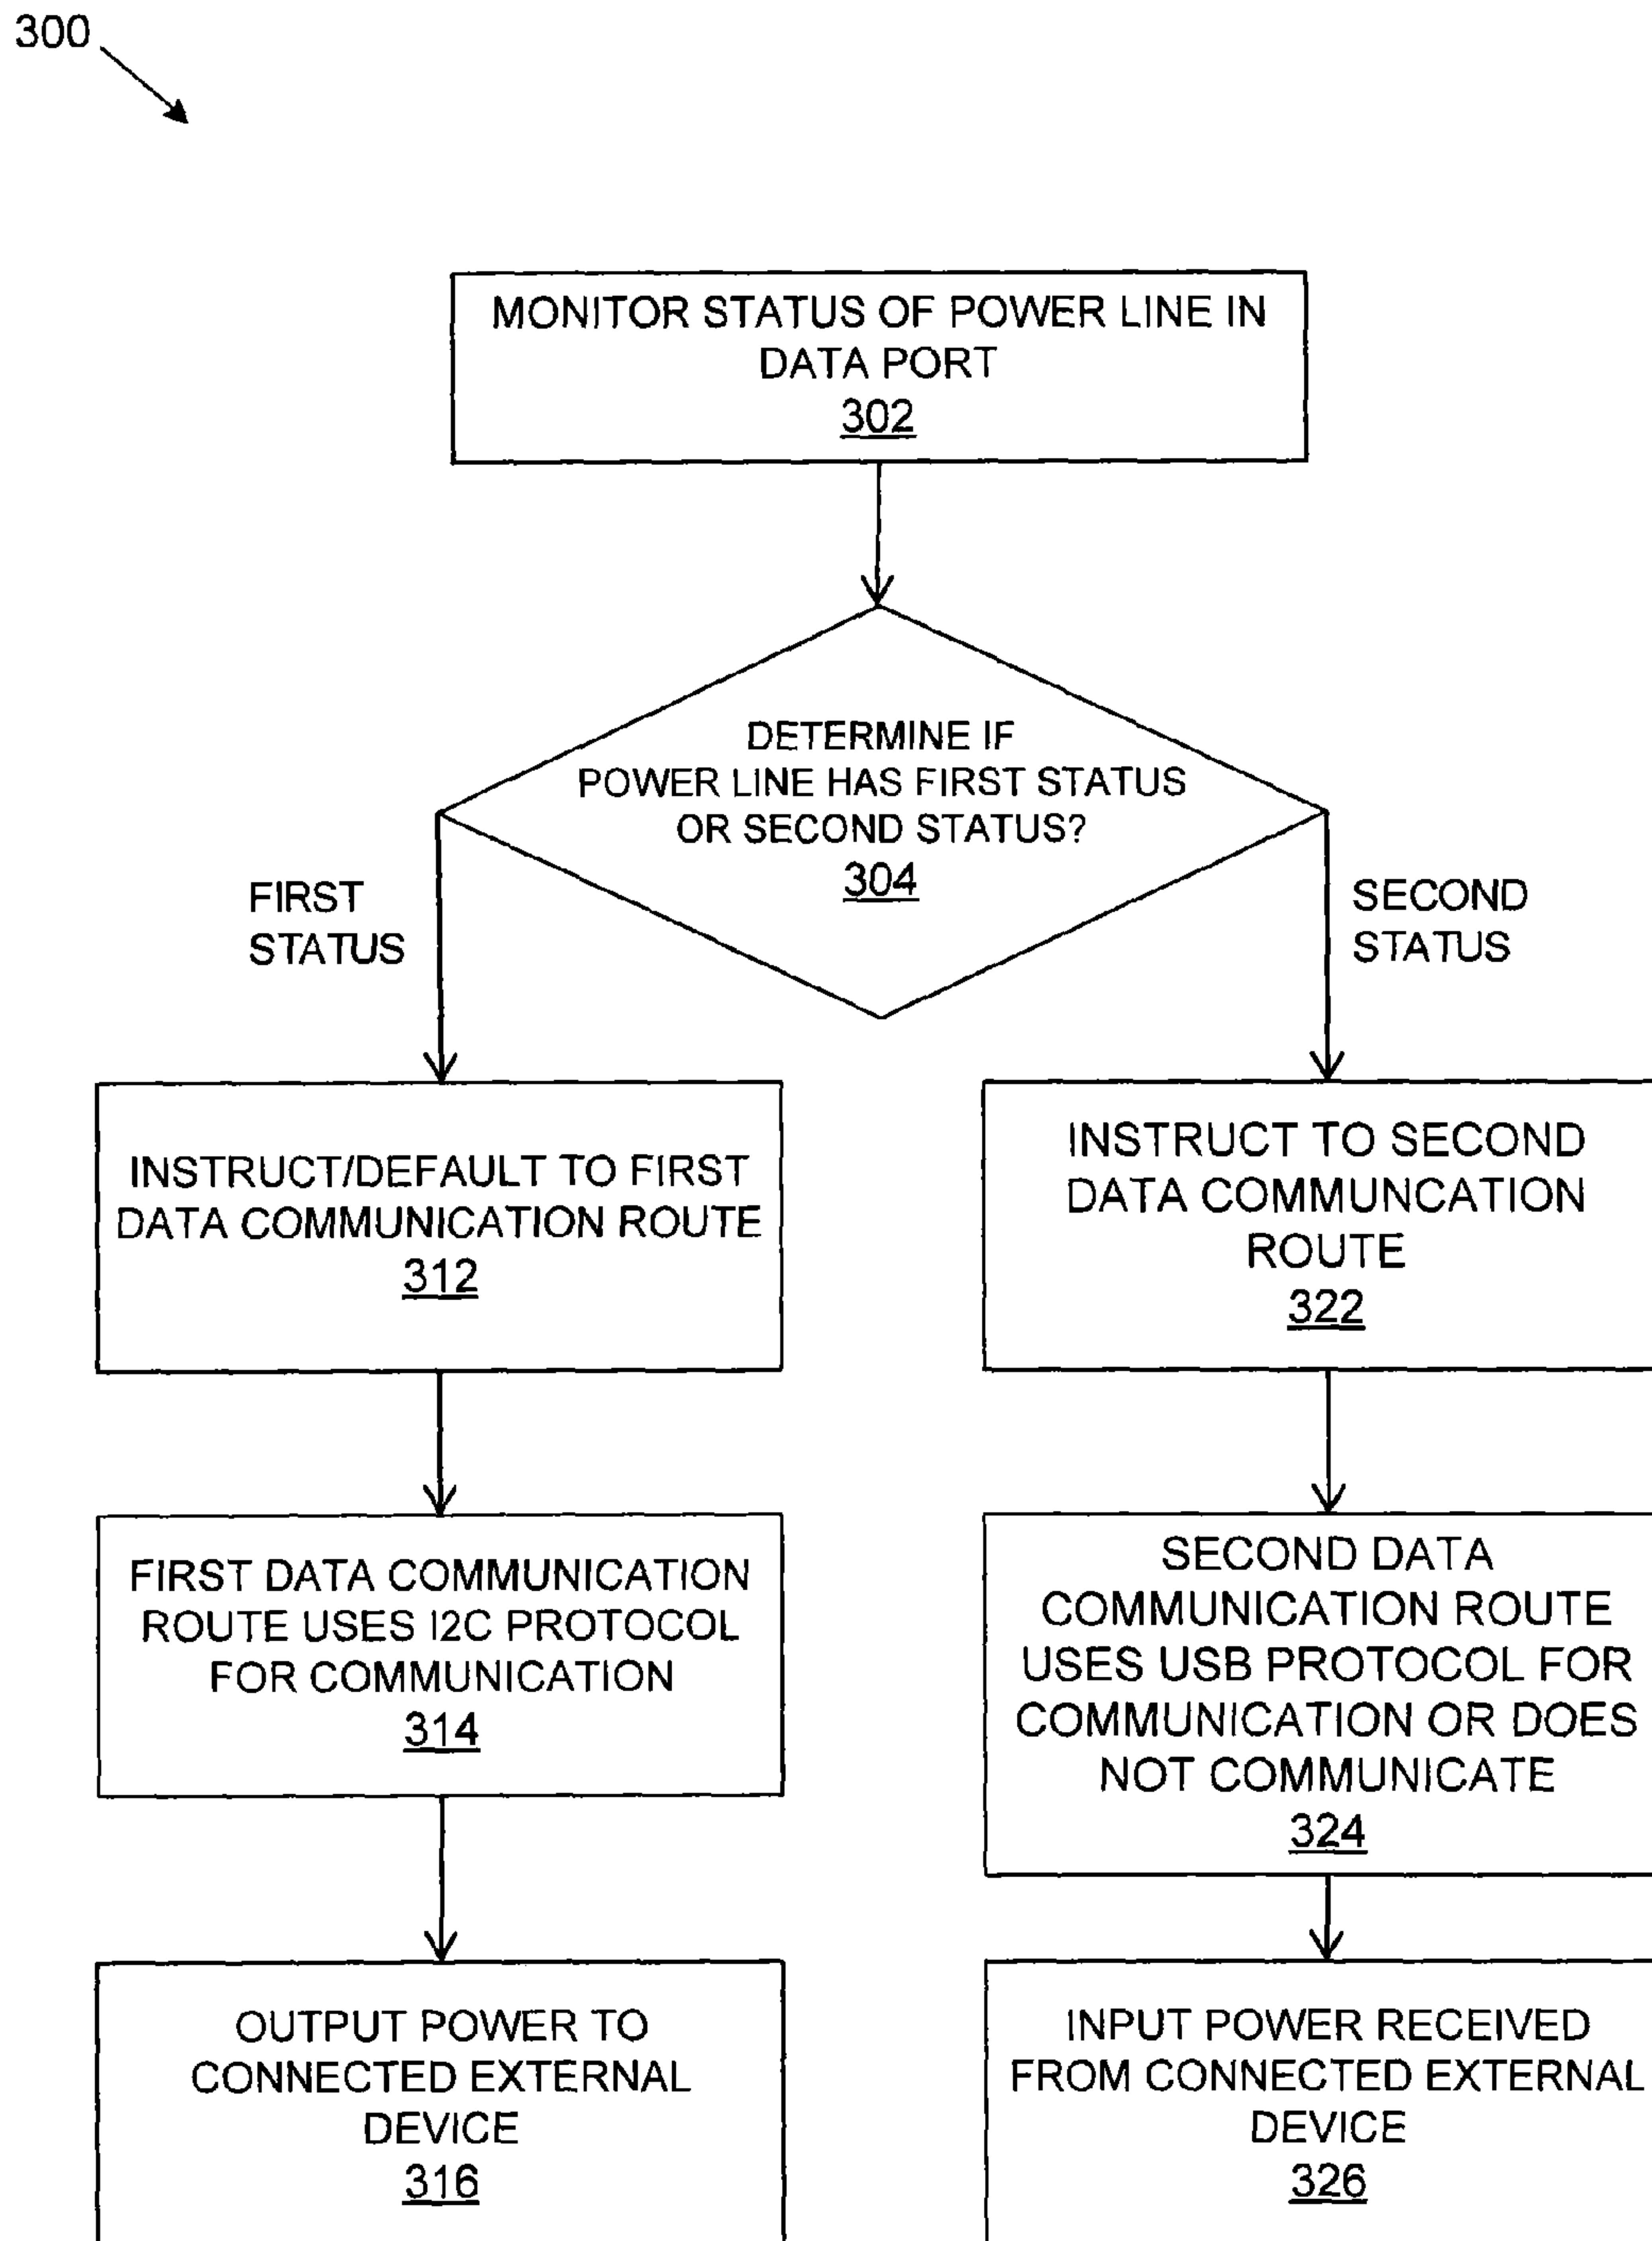 300
MONITOR STATUS OF POWER LINE IN
DATA PORT
302
DETERMINE IF
POWER LINE HAS FIRST STATUS
OR SECOND STATUS?
304
FIRST
STATUS
SECOND
STATUS
INSTRUCT/DEFAULT TO FIRST
DATA COMMUNICATION ROUTE
312
INSTRUCT TO SECOND
DATA COMMUNCATION
ROUTE
322
FIRST DATA COMMUNICATION
ROUTE USES I2C PROTOCOL
FOR COMMUNICATION
314
SECOND DATA
COMMUNICATION ROUTE
USES USB PROTOCOL FOR
COMMUNICATION OR DOES
NOT COMMUNICATE
324
OUTPUT POWER TO
CONNECTED EXTERNAL
DEVICE
316
INPUT POWER RECEIVED
FROM CONNECTED EXTERNAL
DEVICE
326